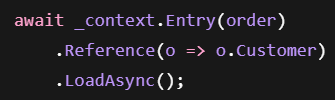 await _context.Entry(order)
    .Reference(o => o.Customer)
    .LoadAsync();